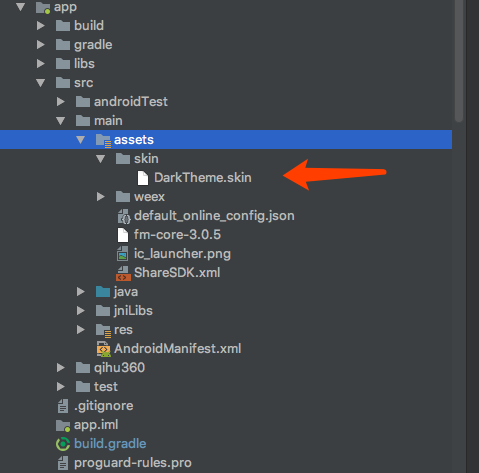 app
build
gradle
libs
src
androidTest
main
assets
skin
DarkTheme.skin
weex
default_online_config.json
fm-core-3.0.5
ic_launcher.png
ShareSDK.xml
java
jniLibs
res
AndroidManifest.xml
qihu360
test
.gitignore
app.iml
build.gradle
proguard-rules.pro